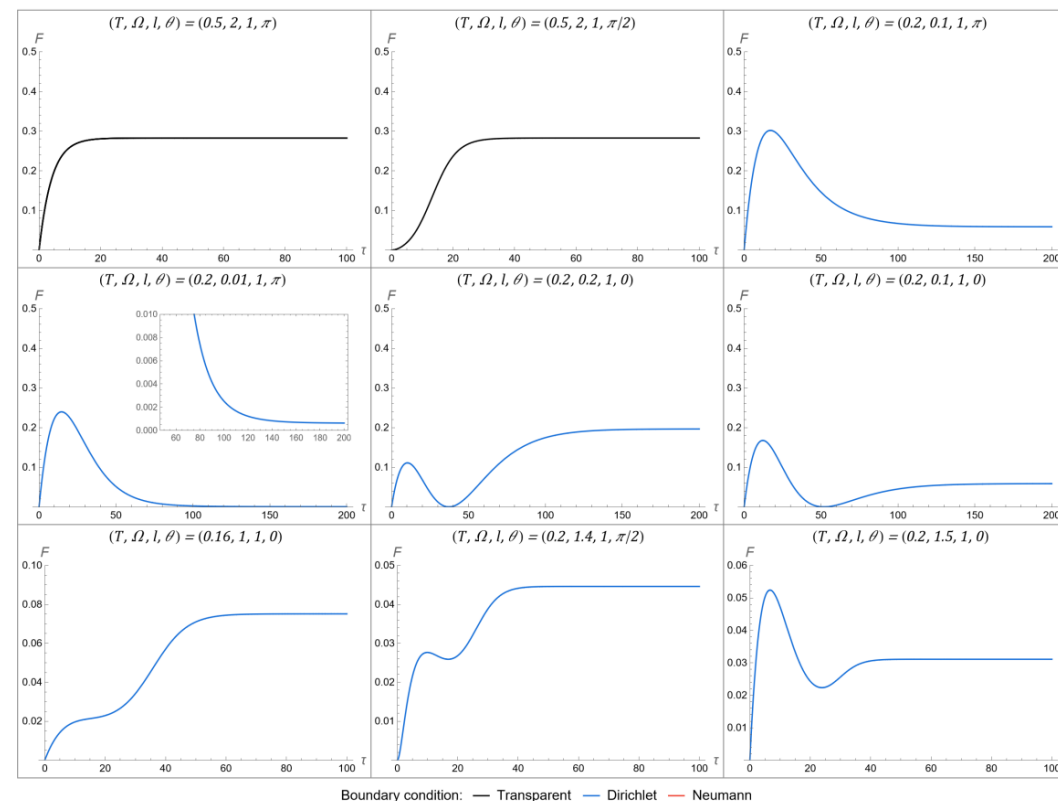 (T, Ω, l, θ) = (0.5, 2, 1, π)
F
0.5
0.4
0.3
0.2
0.1
0 20 40 60 80 100 τ
(T, Ω, l, θ) = (0.5, 2, 1, π/2)
F
0.5
0.4
0.3
0.2
0.1
0 20 40 60 80 100 τ
(T, Ω, l, θ) = (0.2, 0.1, 1, π)
F
0.5
0.4
0.3
0.2
0.1
0 50 100 150 200 τ
(T, Ω, l, θ) = (0.2, 0.01, 1, π)
F
0.5
0.4
0.3
0.2
0.1
0 50 100 150 200 τ
0.010
0.008
0.006
0.004
0.002
0.000
60 80 100 120 140 160 180 200
(T, Ω, l, θ) = (0.2, 0.2, 1, 0)
F
0.5
0.4
0.3
0.2
0.1
0 50 100 150 200 τ
(T, Ω, l, θ) = (0.2, 0.1, 1, 0)
F
0.5
0.4
0.3
0.2
0.1
0 50 100 150 200 τ
(T, Ω, l, θ) = (0.16, 1, 1, 0)
F
0.10
0.08
0.06
0.04
0.02
0 20 40 60 80 100 τ
(T, Ω, l, θ) = (0.2, 1.4, 1, π/2)
F
0.05
0.04
0.03
0.02
0.01
0 20 40 60 80 100 τ
(T, Ω, l, θ) = (0.2, 1.5, 1, 0)
F
0.06
0.05
0.04
0.03
0.02
0.01
0 20 40 60 80 100 τ
Boundary condition: Transparent Dirichlet Neumann